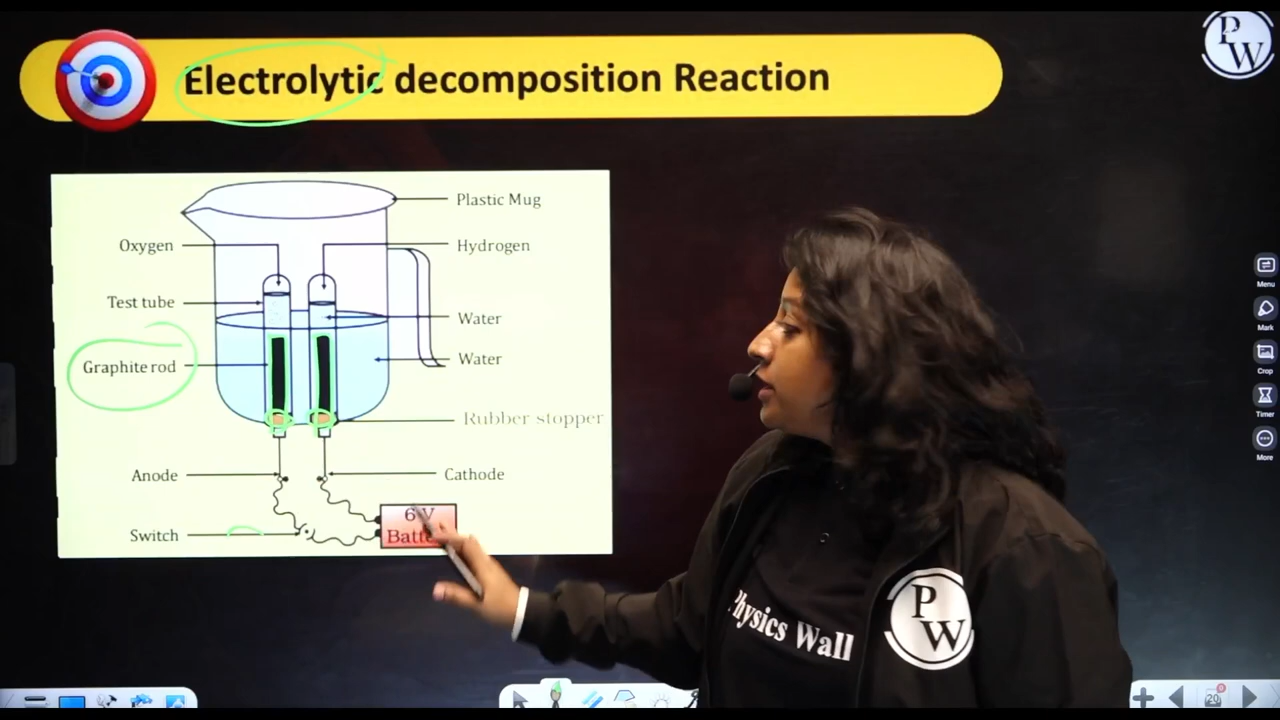 Electrolytic decomposition Reaction
PW
Plastic Mug
Oxygen
Hydrogen
Test tube
Water
Graphite rod
Water
Rubber stopper
Anode
Cathode
6 V
Switch
Menu
Mark
Crop
Timer
More
Physics Wall
PW
20